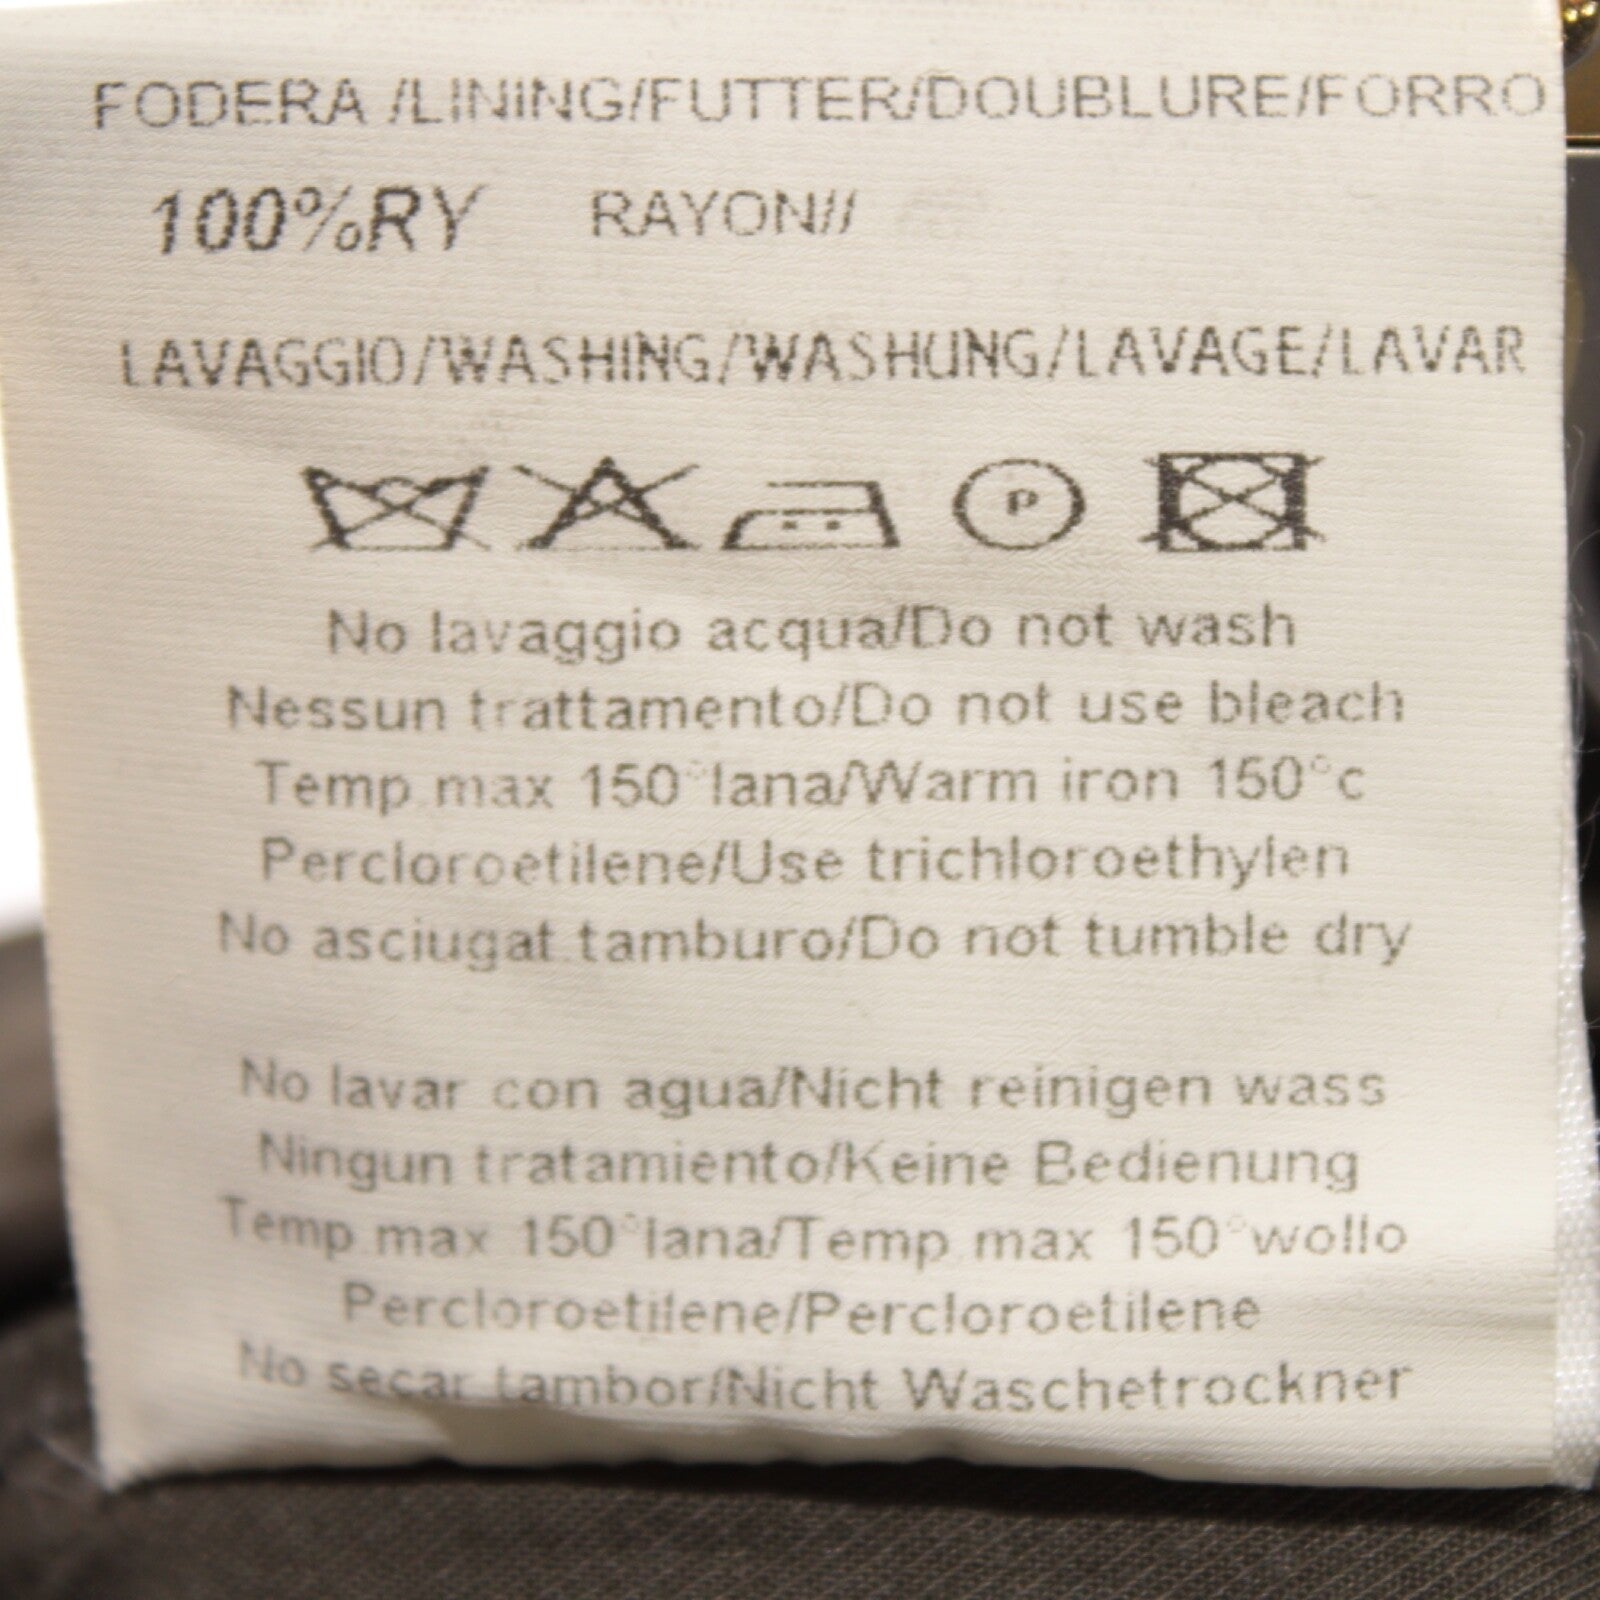 FODERA /LINING/FUTTER/DOUBLURE/FORRO
100%RY RAYON//
LAVAGGIO/WASHING/WASHUNG/LAVAGE/LAVAR
P
No lavaggio acqua/Do not wash
Nessun trattamento/Do not use bleach
Temp.max 150°lana/Warm iron 150°c
Percloroetilene/Use trichloroethylen
No asciugat.tamburo/Do not tumble dry
No lavar con agua/Nicht reinigen wass
Ningun tratamiento/Keine Bedienung
Temp.max 150°lana/Temp.max 150°wollo
Percloroetilene/Percloroetilene
No secar tambor/Nicht Waschetrockner